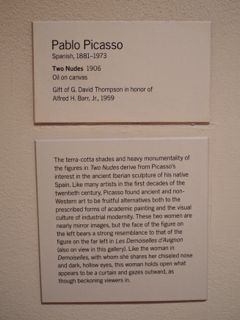 Pablo Picasso
Spanish, 1881–1973
Two Nudes 1906
Oil on canvas
Gift of G. David Thompson in honor of
Alfred H. Barr, Jr., 1959
The terra-cotta shades and heavy monumentality of
the figures in Two Nudes derive from Picasso's
interest in the ancient Iberian sculpture of his native
Spain. Like many artists in the first decades of the
twentieth century, Picasso found ancient and non-
Western art to be fruitful alternatives both to the
prescribed forms of academic painting and the visual
culture of industrial modernity. These two women are
nearly mirror images, but the face of the figure on
the left bears a strong resemblance to that of the
figure on the far left in Les Demoiselles d'Avignon
(also on view in this gallery). Like the woman in
Demoiselles, with whom she shares her chiseled nose
and dark, hollow eyes, this woman holds open what
appears to be a curtain and gazes outward, as
though beckoning viewers in.